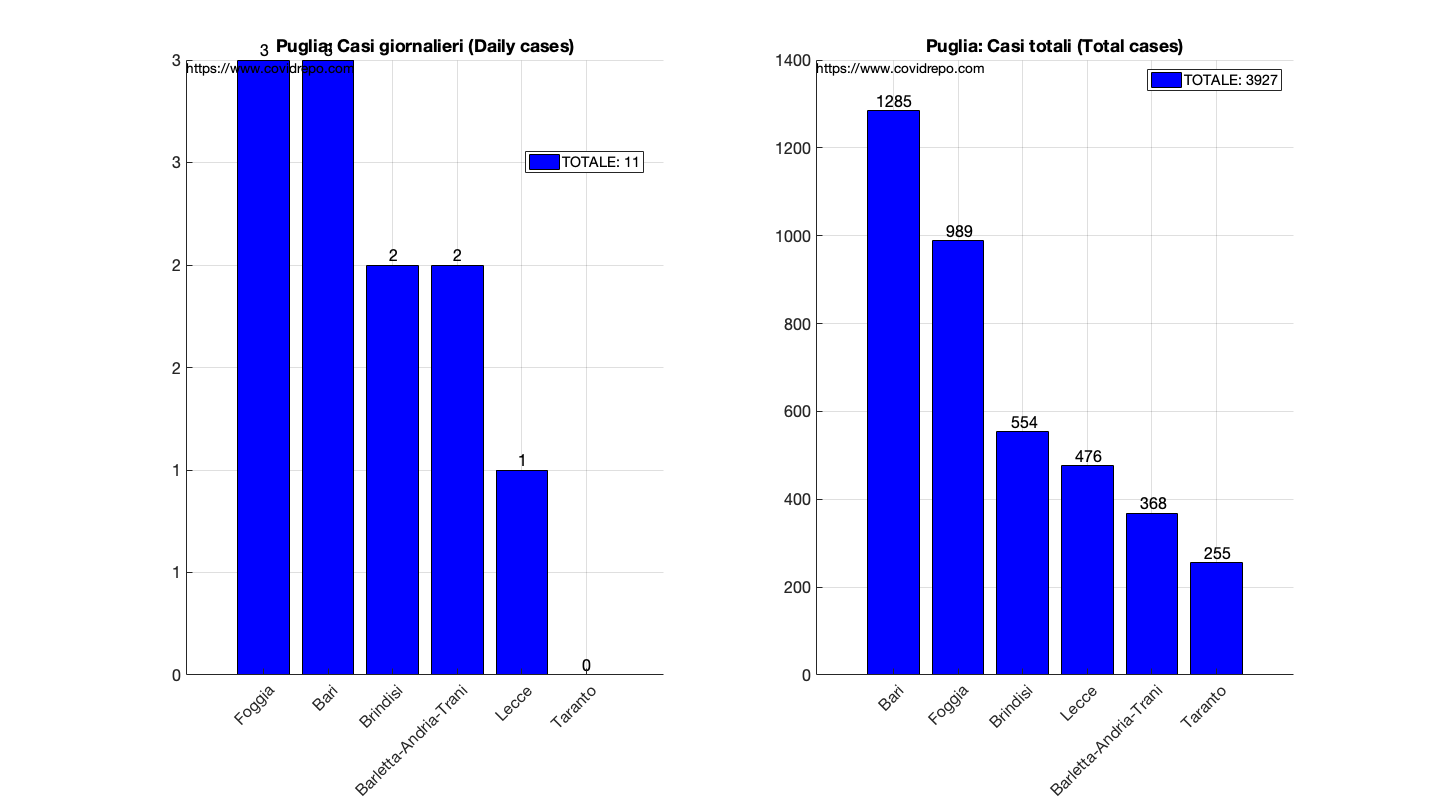 Puglia: Casi giornalieri (Daily cases)
https://www.covidrepo.com
TOTALE: 11
3
3
2
2
1
1
0
3
3
2
2
1
0
Foggia
Bari
Brindisi
Barletta-Andria-Trani
Lecce
Taranto
Puglia: Casi totali (Total cases)
https://www.covidrepo.com
TOTALE: 3927
1400
1200
1000
800
600
400
200
0
1285
989
554
476
368
255
Bari
Foggia
Brindisi
Lecce
Barletta-Andria-Trani
Taranto